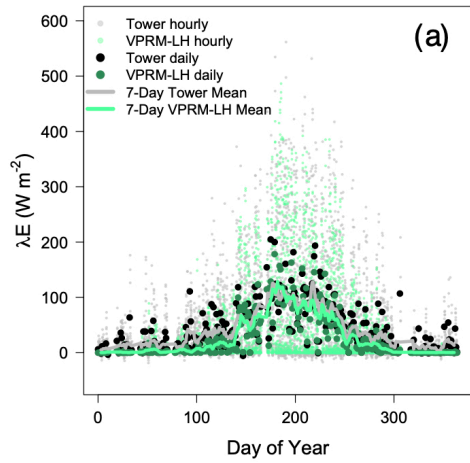 (a)
Tower hourly
VPRM-LH hourly
Tower daily
VPRM-LH daily
7-Day Tower Mean
7-Day VPRM-LH Mean
600
500
400
300
200
100
0
λE (W m-2)
0 100 200 300
Day of Year